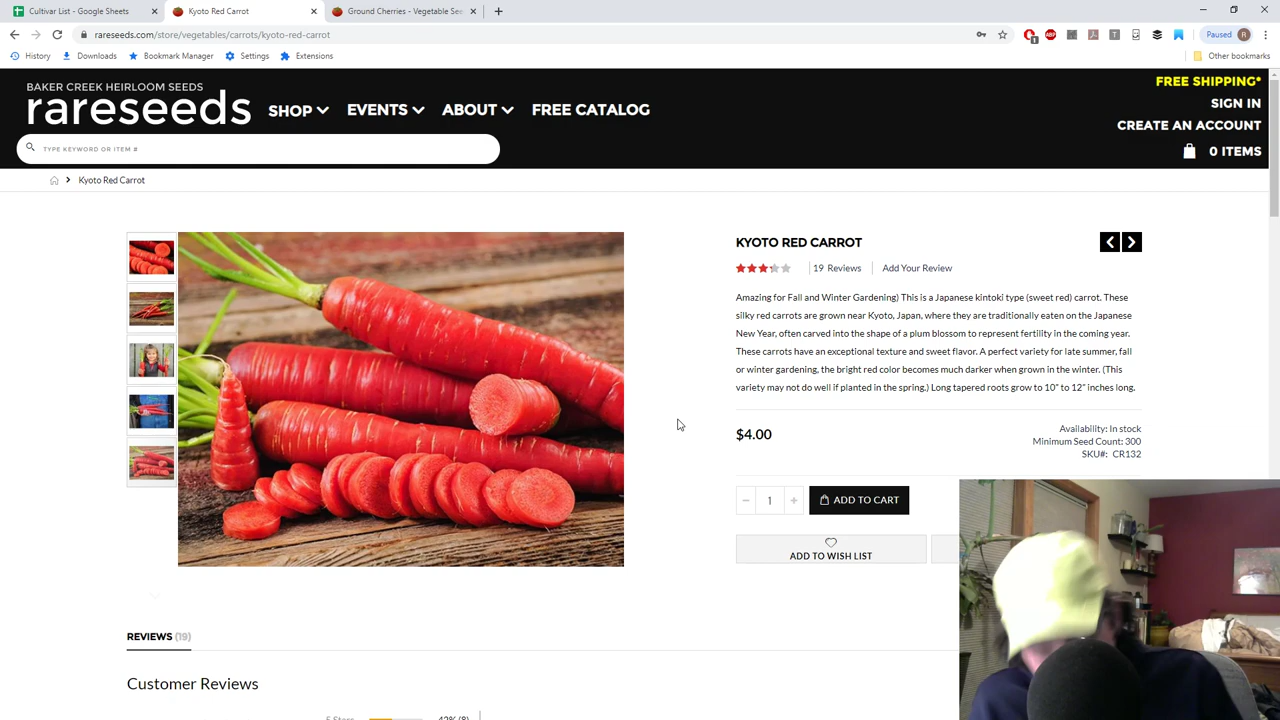 Cultivar List - Google Sheets
Kyoto Red Carrot
Ground Cherries - Vegetable See
rareseeds.com/store/vegetables/carrots/kyoto-red-carrot
Paused R
History Downloads Bookmark Manager Settings Extensions Other bookmarks
BAKER CREEK HEIRLOOM SEEDS
rareseeds
SHOP EVENTS ABOUT FREE CATALOG
FREE SHIPPING*
SIGN IN
CREATE AN ACCOUNT
0 ITEMS
TYPE KEYWORD OR ITEM #
Kyoto Red Carrot
KYOTO RED CARROT
19 Reviews Add Your Review
Amazing for Fall and Winter Gardening) This is a Japanese kintoki type (sweet red) carrot. These
silky red carrots are grown near Kyoto, Japan, where they are traditionally eaten on the Japanese
New Year, often carved into the shape of a plum blossom to represent fertility in the coming year.
These carrots have an exceptional texture and sweet flavor. A perfect variety for late summer, fall
or winter gardening, the bright red color becomes much darker when grown in the winter. (This
variety may not do well if planted in the spring.) Long tapered roots grow to 10” to 12” inches long.
$4.00
Availability: In stock
Minimum Seed Count: 300
SKU#: CR132
1
ADD TO CART
ADD TO WISH LIST
REVIEWS (19)
Customer Reviews
5 Stars 42% (8)